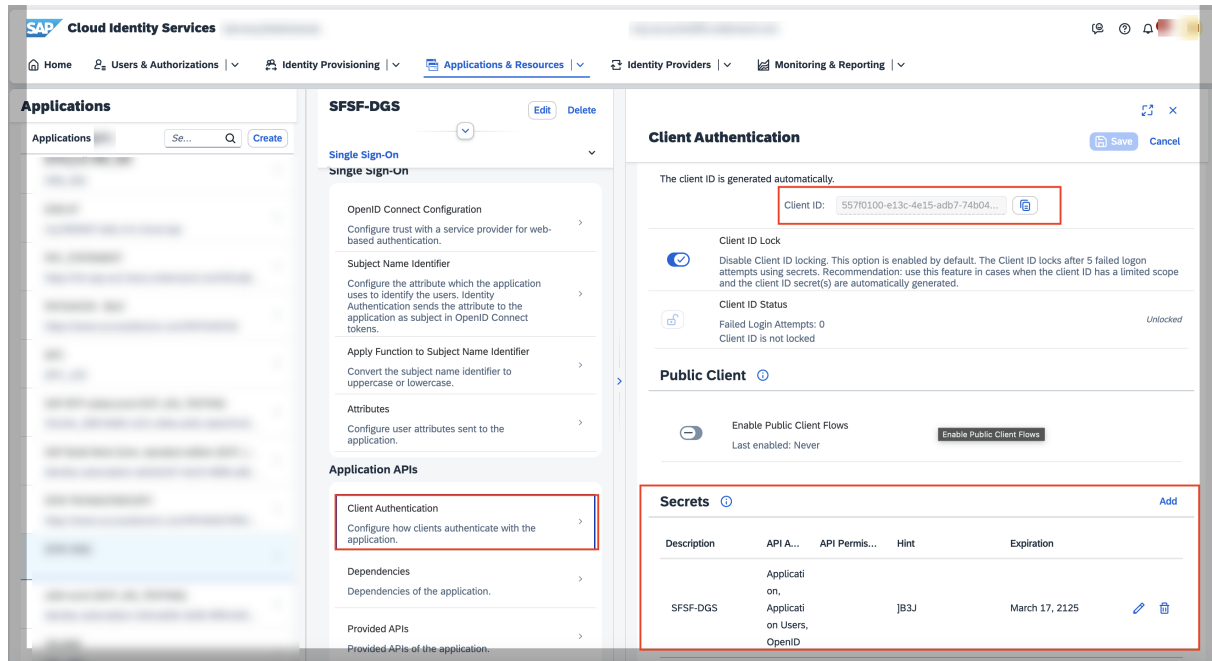 SAP Cloud Identity Services
Home
Users & Authorizations
Identity Provisioning
Applications & Resources
Identity Providers
Monitoring & Reporting
Applications
Applications
Se...
Create
SFSF-DGS
Edit
Delete
Single Sign-On
Single Sign-On
OpenID Connect Configuration
Configure trust with a service provider for web-
based authentication.
Subject Name Identifier
Configure the attribute which the application
uses to identify the users. Identity
Authentication sends the attribute to the
application as subject in OpenID Connect
tokens.
Apply Function to Subject Name Identifier
Convert the subject name identifier to
uppercase or lowercase.
Attributes
Configure user attributes sent to the
application.
Application APIs
Client Authentication
Configure how clients authenticate with the
application.
Dependencies
Dependencies of the application.
Provided APIs
Provided APIs of the application.
Client Authentication
Save
Cancel
The client ID is generated automatically.
Client ID: 557f0100-e13c-4e15-adb7-74b04...
Client ID Lock
Disable Client ID locking. This option is enabled by default. The Client ID locks after 5 failed logon
attempts using secrets. Recommendation: use this feature in cases when the client ID has a limited scope
and the client ID secret(s) are automatically generated.
Client ID Status
Failed Login Attempts: 0
Client ID is not locked
Unlocked
Public Client
Enable Public Client Flows
Last enabled: Never
Enable Public Client Flows
Secrets
Add
Description API A... API Permis... Hint Expiration
SFSF-DGS
Applicati
on,
Applicati
on Users,
OpenID
]B3J
March 17, 2125